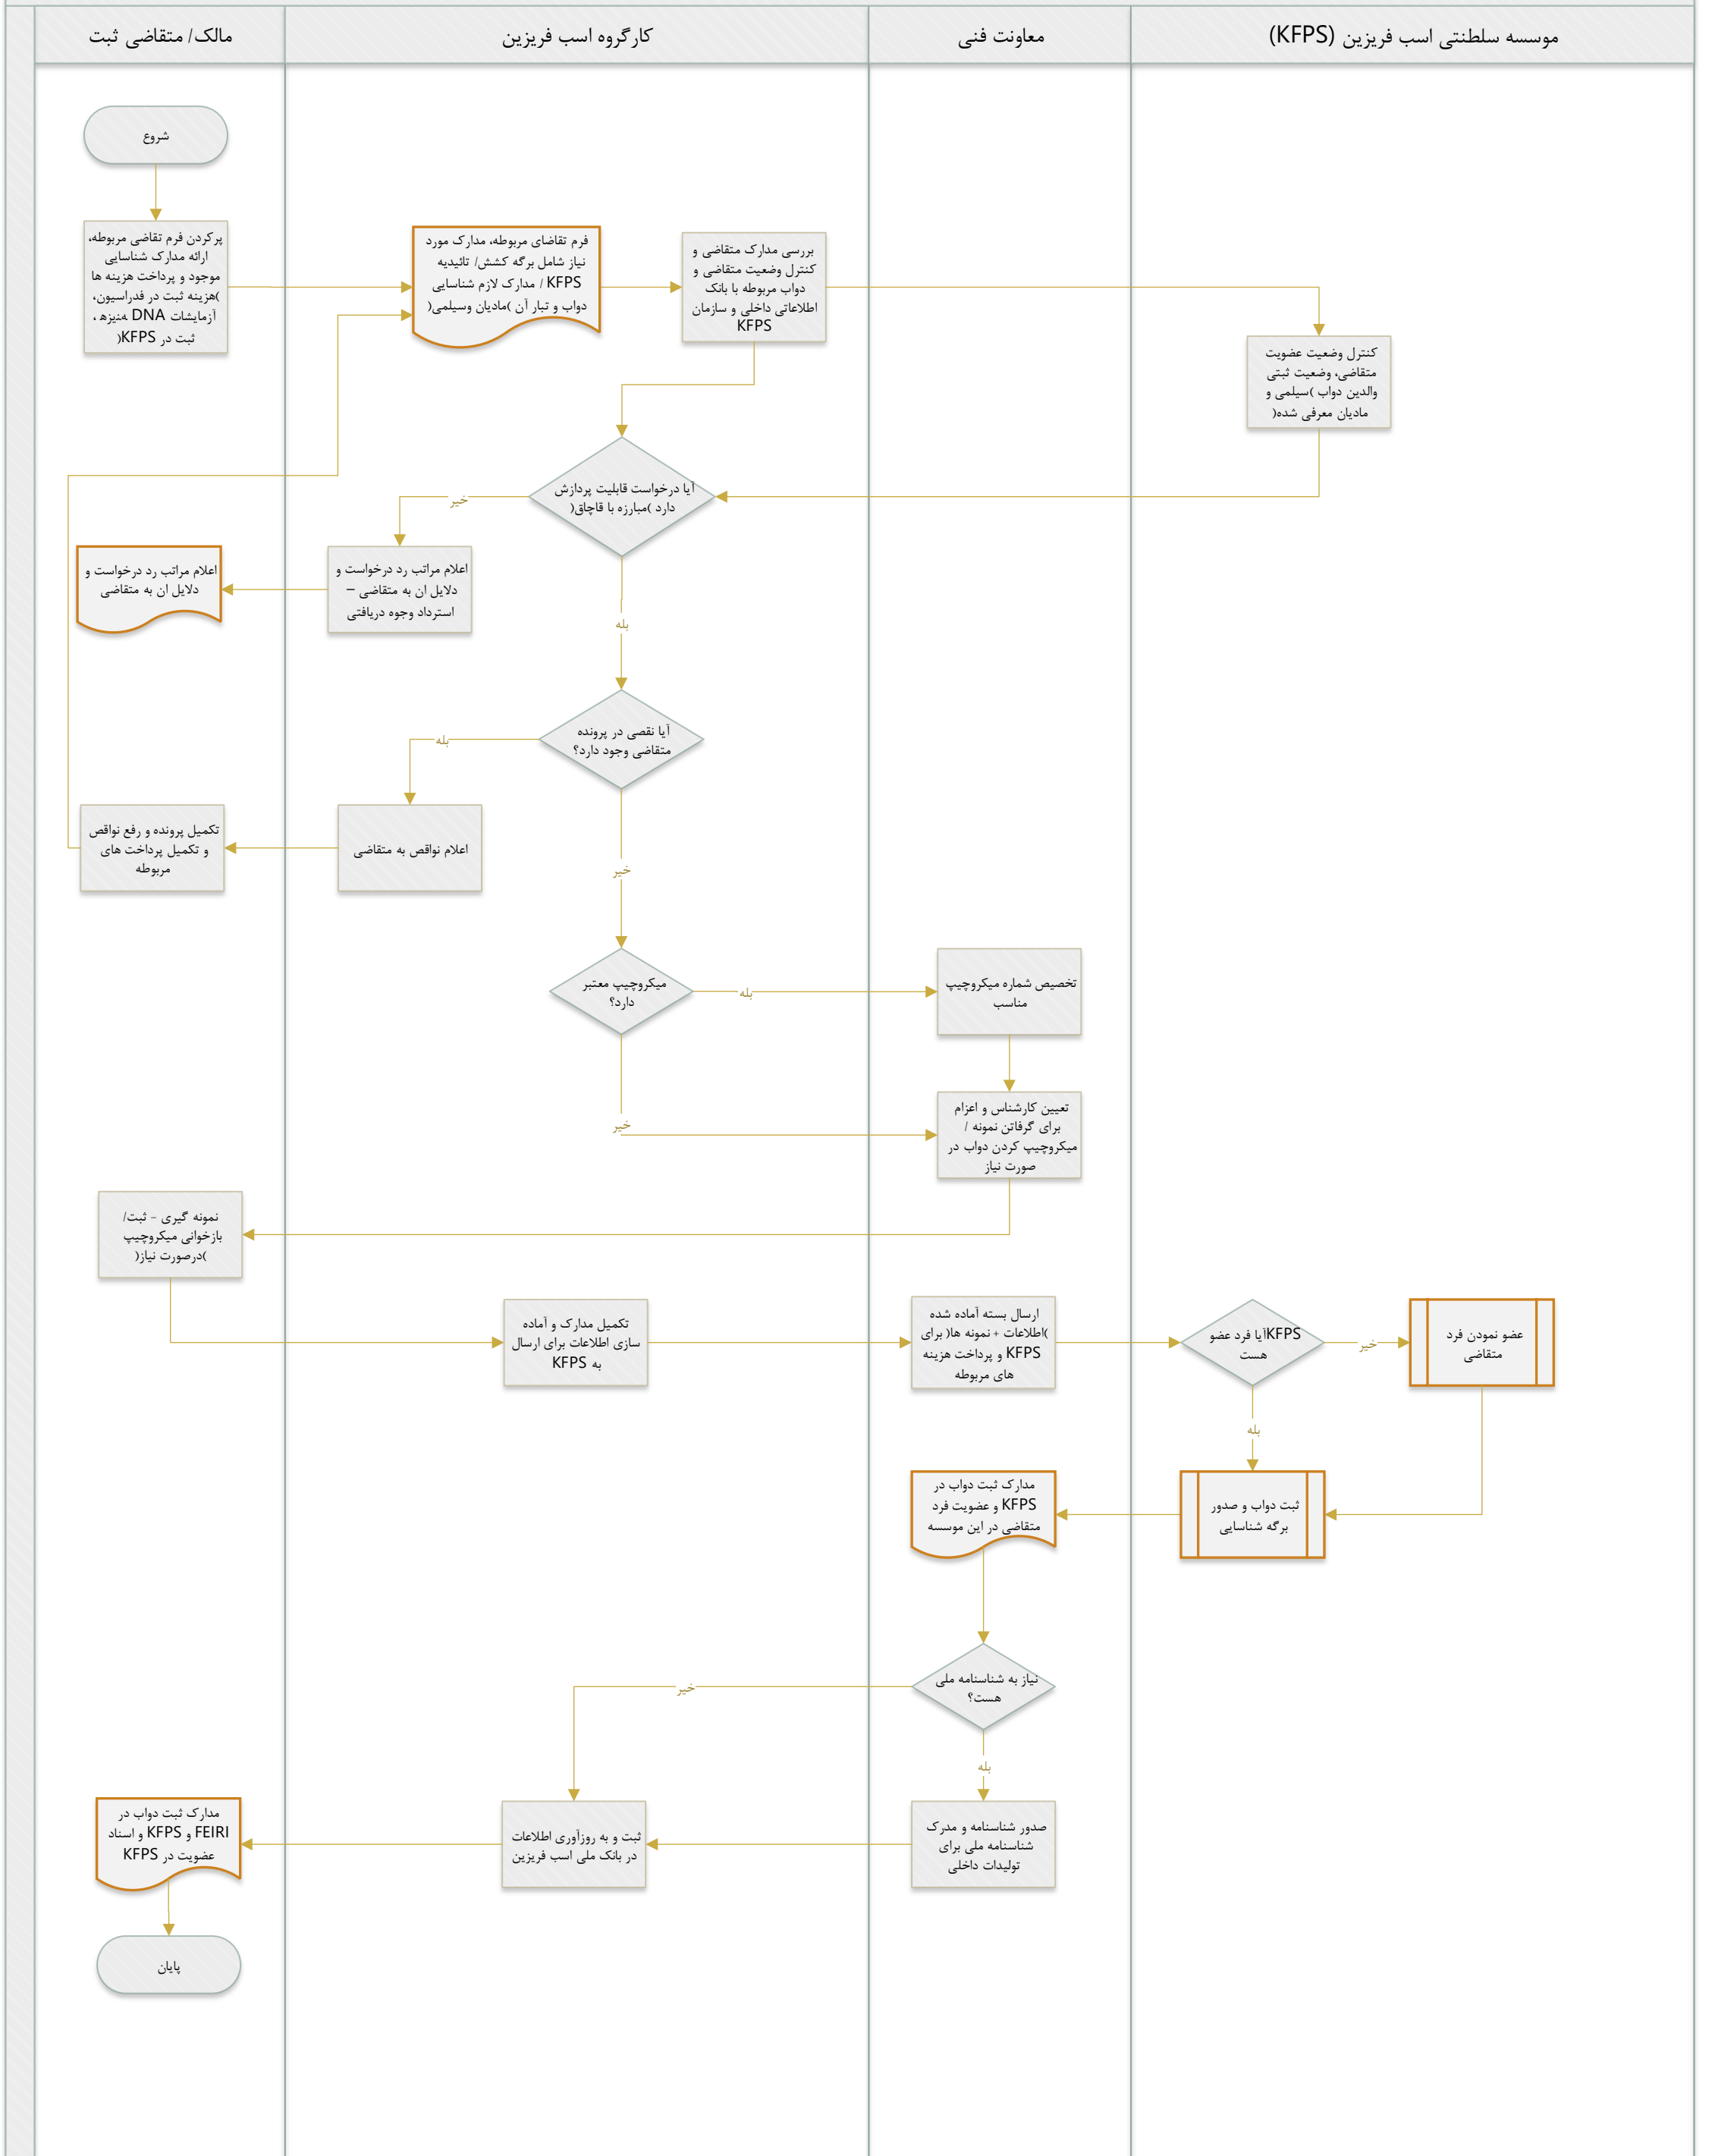 مالک/ متقاضی ثبت
کارگروه اسب فریزین
معاونت فنی
موسسه سلطنتی اسب فریزین (KFPS)
شروع
پرکردن فرم تقاضی مربوطه،
ارائه مدارک شناسایی
موجود و پرداخت هزینه ها
)هزینه ثبت در فدراسیون،
آزمایشات DNA ،
ثبت در KFPS(
فرم تقاضای مربوطه، مدارک مورد
نیاز شامل برگه کشش/ تائیدیه
KFPS / مدارک لازم شناسایی
دواب و تبار آن )مادیان وسیلمی(
بررسی مدارک متقاضی و
کنترل وضعیت متقاضی و
دواب مربوطه با بانک
اطلاعاتی داخلی و سازمان
KFPS
کنترل وضعیت عضویت
متقاضی، وضعیت ثبتی
والدین دواب )سیلمی و
مادیان معرفی شده(
آیا درخواست قابلیت پردازش
دارد )مبارزه با قاچاق(
خیر
اعلام مراتب رد درخواست و
دلایل ان به متقاضی
اعلام مراتب رد درخواست و
دلایل ان به متقاضی –
استرداد وجوه دریافتی
بله
آیا نقصی در پرونده
متقاضی وجود دارد؟
بله
تکمیل پرونده و رفع نواقص
و تکمیل پرداخت های
مربوطه
اعلام نواقص به متقاضی
خیر
میکروچیپ معتبر
دارد؟
بله
تخصیص شماره میکروچیپ
مناسب
خیر
تعیین کارشناس و اعزام
برای گرفاتن نمونه /
میکروچیپ کردن دواب در
صورت نیاز
نمونه گیری - ثبت/
بازخوانی میکروچیپ
)درصورت نیاز(
تکمیل مدارک و آماده
سازی اطلاعات برای ارسال
به KFPS
ارسال بسته آماده شده
)اطلاعات + نمونه ها( برای
KFPS و پرداخت هزینه
های مربوطه
آیا فرد عضوKFPS
هست
خیر
عضو نمودن فرد
متقاضی
بله
مدارک ثبت دواب در
KFPS و عضویت فرد
متقاضی در این موسسه
ثبت دواب و صدور
برگه شناسایی
نیاز به شناسنامه ملی
هست؟
خیر
بله
مدارک ثبت دواب در
FEIRI و KFPS و اسناد
عضویت در KFPS
ثبت و به روزآوری اطلاعات
در بانک ملی اسب فریزین
صدور شناسنامه و مدرک
شناسنامه ملی برای
تولیدات داخلی
پایان